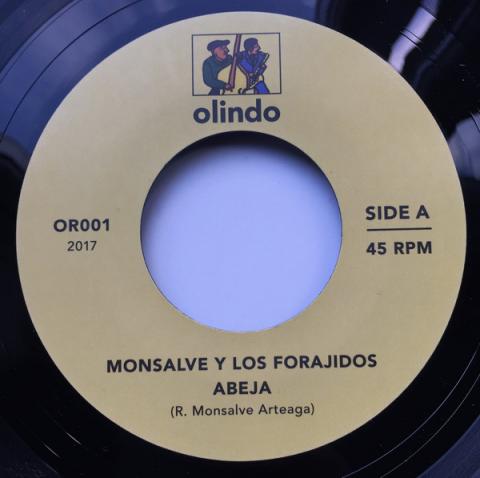 olindo
OR001
2017
SIDE A
45 RPM
MONSALVE Y LOS FORAJIDOS
ABEJA
(R. Monsalve Arteaga)